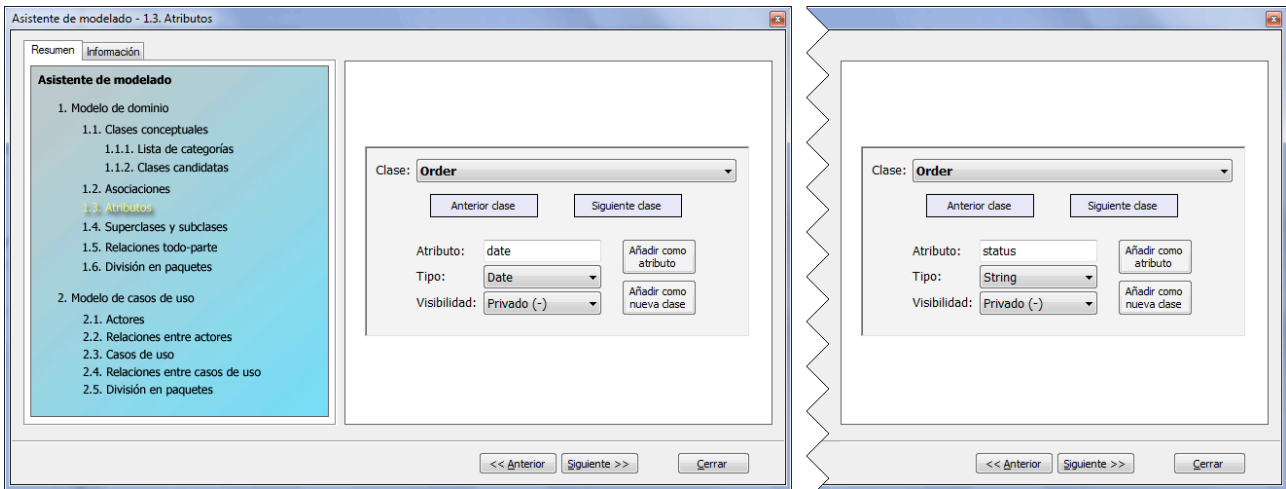 Asistente de modelado - 1.3. Atributos
Resumen
Información
Asistente de modelado
1. Modelo de dominio
1.1. Clases conceptuales
1.1.1. Lista de categorías
1.1.2. Clases candidatas
1.2. Asociaciones
1.3. Atributos
1.4. Superclases y subclases
1.5. Relaciones todo-parte
1.6. División en paquetes
2. Modelo de casos de uso
2.1. Actores
2.2. Relaciones entre actores
2.3. Casos de uso
2.4. Relaciones entre casos de uso
2.5. División en paquetes
Clase: Order
Anterior clase
Siguiente clase
Atributo: date
Añadir como
atributo
Tipo: Date
Visibilidad: Privado (-)
Añadir como
nueva clase
<< Anterior
Siguiente >>
Cerrar
Clase: Order
Anterior clase
Siguiente clase
Atributo: status
Añadir como
atributo
Tipo: String
Visibilidad: Privado (-)
Añadir como
nueva clase
<< Anterior
Siguiente >>
Cerrar